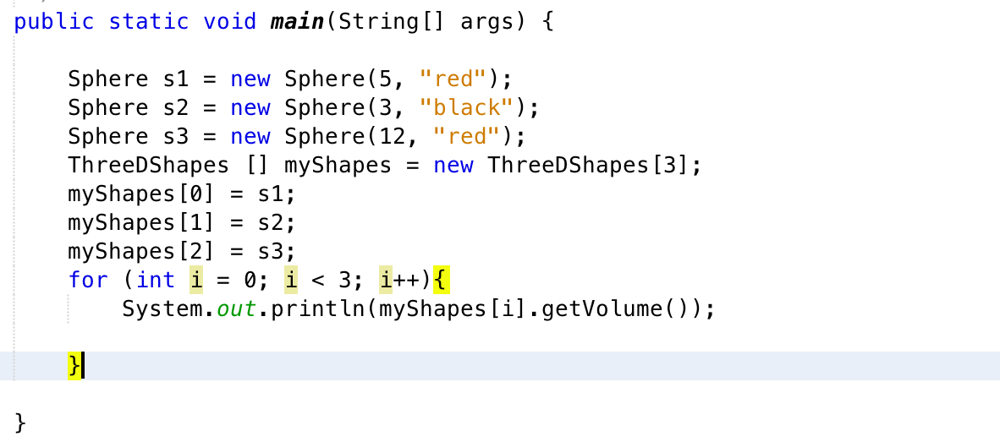 public static void main(String[] args) {
    Sphere s1 = new Sphere(5, "red");
    Sphere s2 = new Sphere(3, "black");
    Sphere s3 = new Sphere(12, "red");
    ThreeDShapes [] myShapes = new ThreeDShapes[3];
    myShapes[0] = s1;
    myShapes[1] = s2;
    myShapes[2] = s3;
    for (int i = 0; i < 3; i++){
        System.out.println(myShapes[i].getVolume());
    }
}